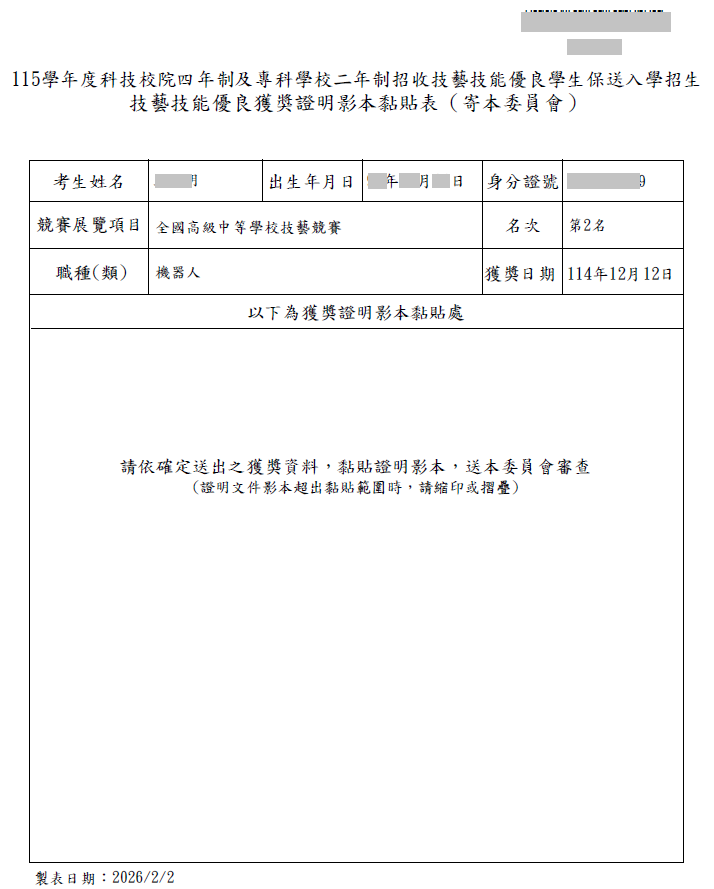 115學年度科技校院四年制及專科學校二年制招收技藝技能優良學生保送入學招生
技藝技能優良獲獎證明影本黏貼表（寄本委員會）
考生姓名 明 出生年月日 年 月 日 身分證號 9
競賽展覽項目 全國高級中等學校技藝競賽 名次 第2名
職種(類) 機器人 獲獎日期 114年12月12日
以下為獲獎證明影本黏貼處
請依確定送出之獲獎資料，黏貼證明影本，送本委員會審查
(證明文件影本超出黏貼範圍時，請縮印或摺疊)
製表日期：2026/2/2